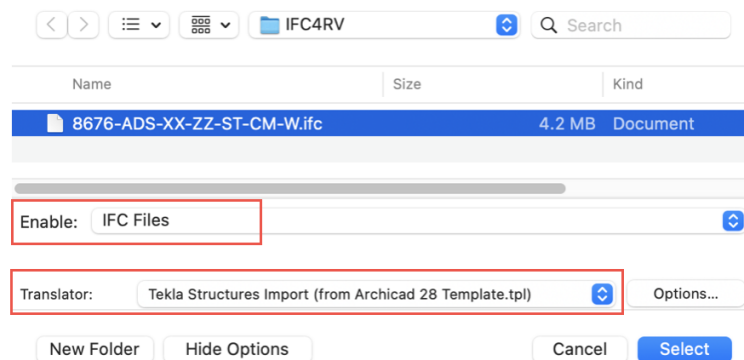 IFC4RV Search
Name Size Kind
8676-ADS-XX-ZZ-ST-CM-W.ifc 4.2 MB Document
Enable: IFC Files
Translator: Tekla Structures Import (from Archicad 28 Template.tpl) Options...
New Folder Hide Options Cancel Select